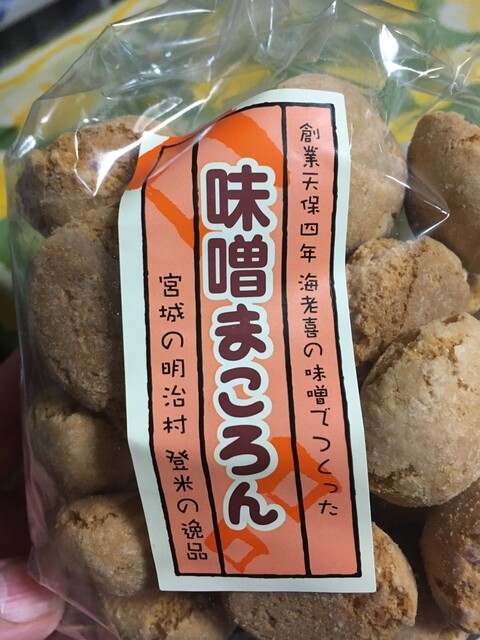 創業天保四年 海老喜の味噌でつくった
味噌まころん
宮城の明治村 登米の逸品